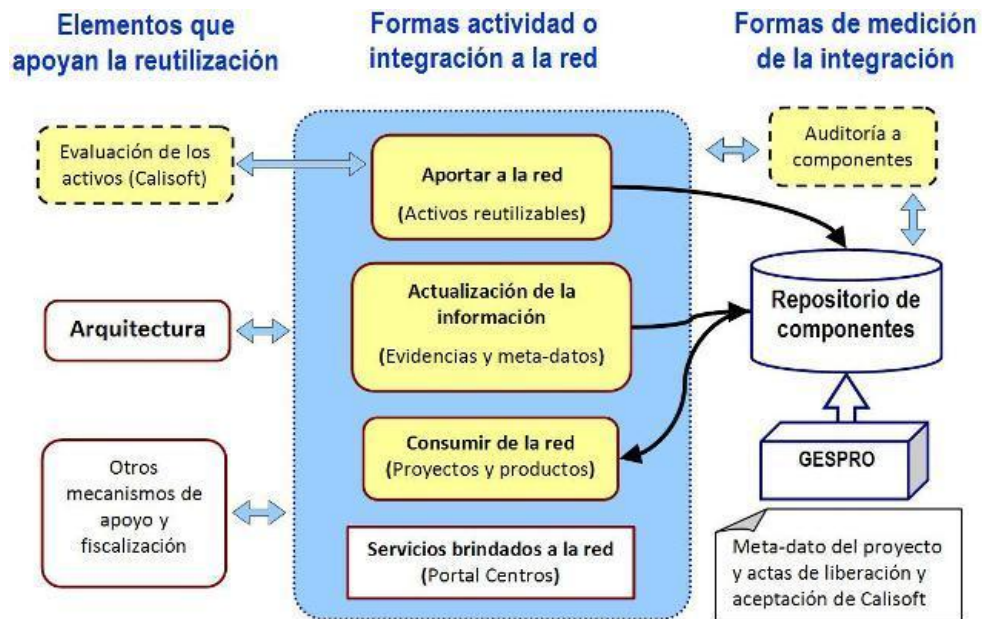 Elementos que
apoyan la reutilización
Formas actividad o
integración a la red
Formas de medición
de la integración
Evaluación de los
activos (Calisoft)
Arquitectura
Otros
mecanismos de
apoyo y
fiscalización
Aportar a la red
(Activos reutilizables)
Actualización de la
información
(Evidencias y meta-datos)
Consumir de la red
(Proyectos y productos)
Servicios brindados a la red
(Portal Centros)
Auditoría a
componentes
Repositorio de
componentes
GESPRO
Meta-dato del proyecto
y actas de liberación y
aceptación de Calisoft